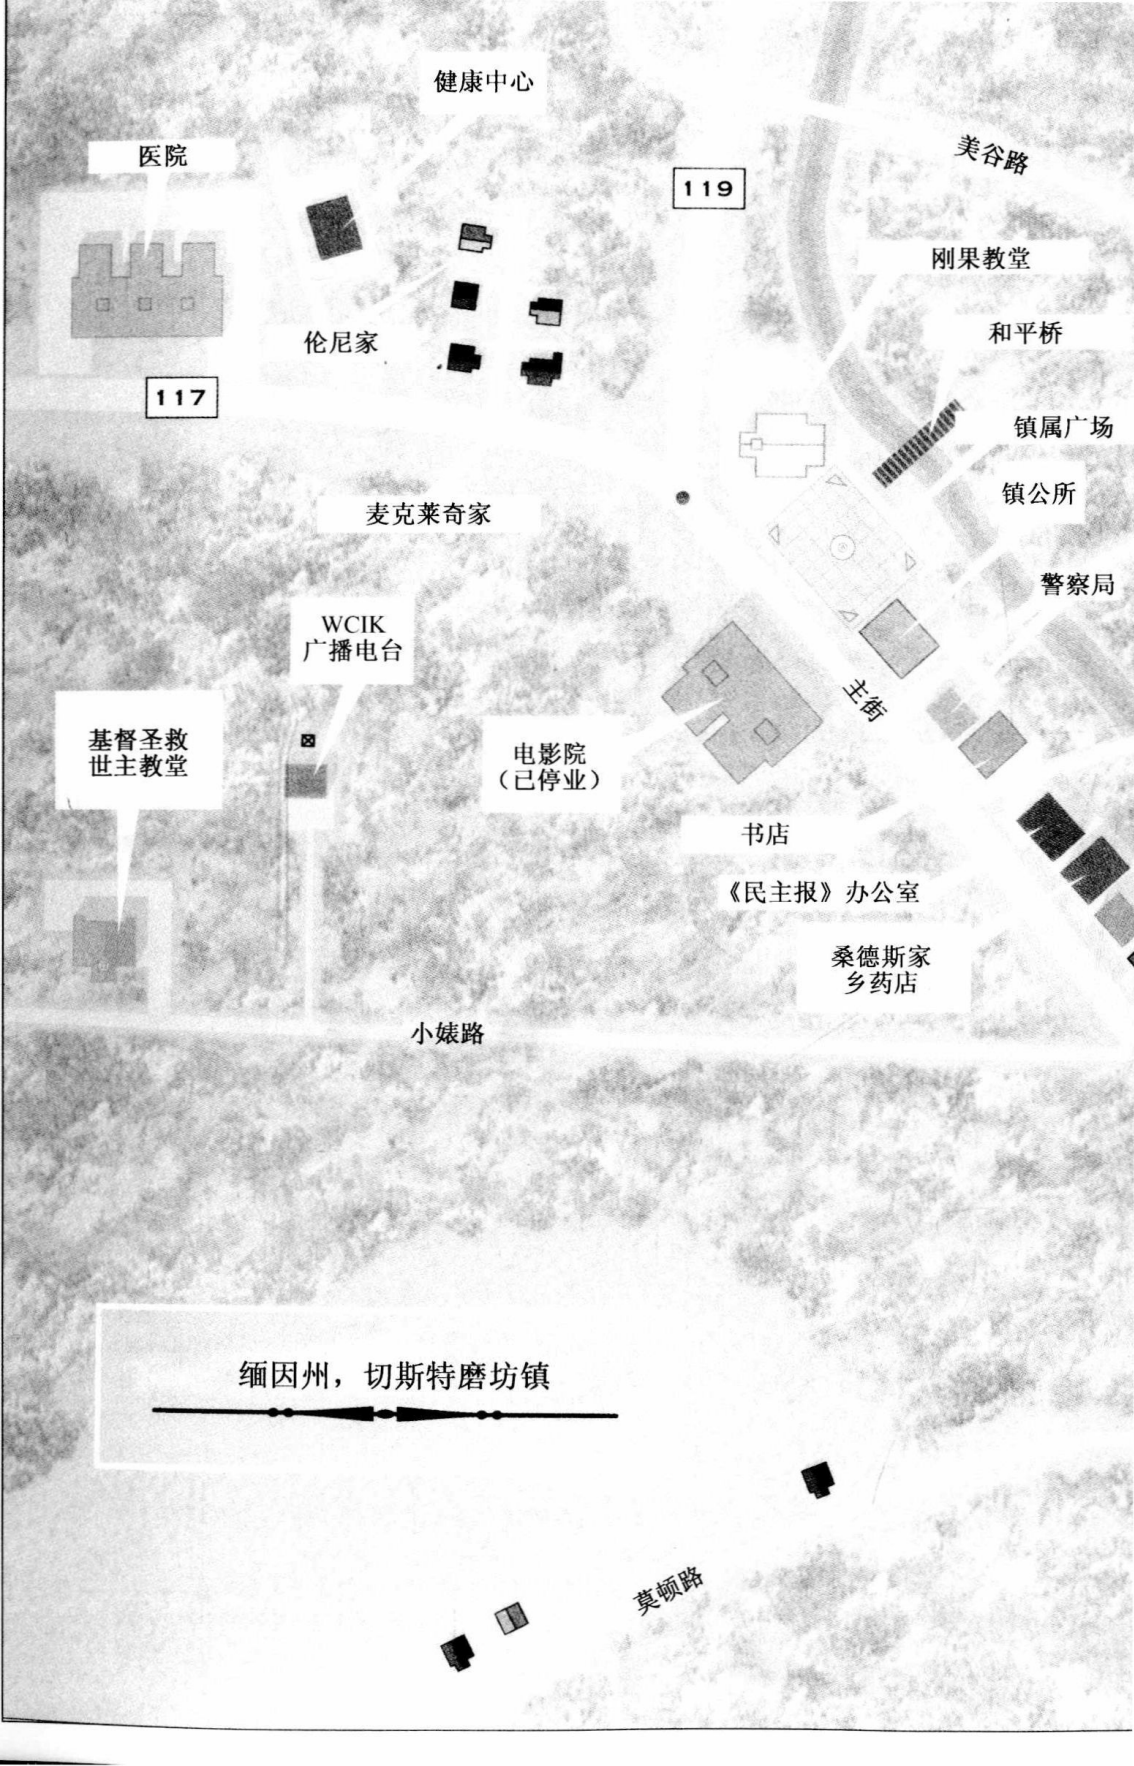 健康中心
医院
美谷路
119
刚果教堂
和平桥
伦尼家
117
镇属广场
镇公所
麦克莱奇家
警察局
WCIK
广播电台
主街
基督圣救
世主教堂
电影院
（已停业）
书店
《民主报》办公室
桑德斯家
乡药店
小婊路
缅因州，切斯特磨坊镇
莫顿路